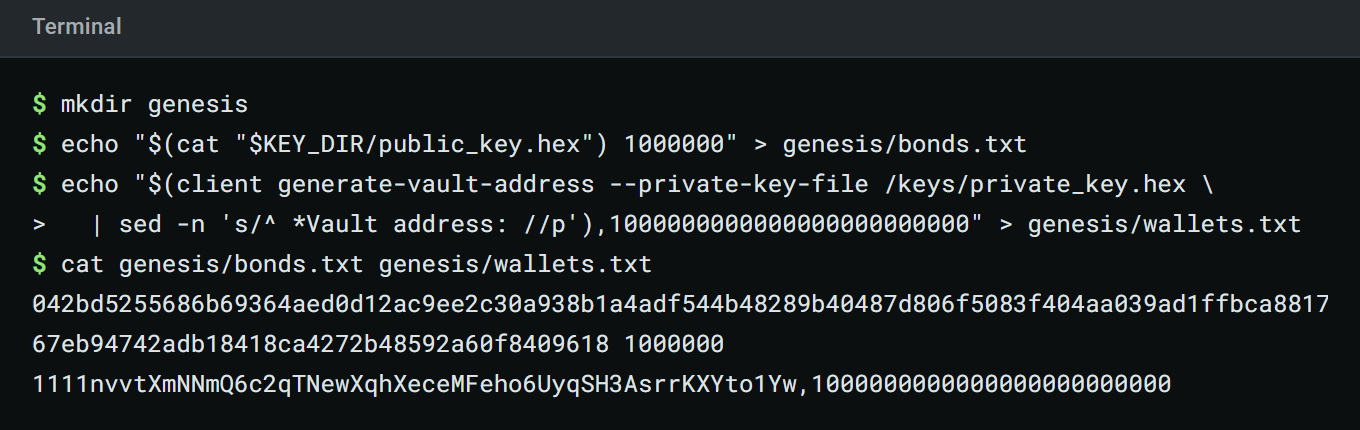 Terminal
$ mkdir genesis
$ echo "$(cat "$KEY_DIR/public_key.hex") 1000000" > genesis/bonds.txt
$ echo "$(client generate-vault-address --private-key-file /keys/private_key.hex \
>   | sed -n 's/^ *Vault address: //p'),1000000000000000000000000" > genesis/wallets.txt
$ cat genesis/bonds.txt genesis/wallets.txt
042bd5255686b69364aed0d12ac9ee2c30a938b1a4adf544b48289b40487d806f5083f404aa039ad1ffbca8817
67eb94742adb18418ca4272b48592a60f8409618 1000000
1111nvvtXmNNmQ6c2qTNewXqhXeceMFeho6UyqSH3AsrrKXYto1Yw,1000000000000000000000000